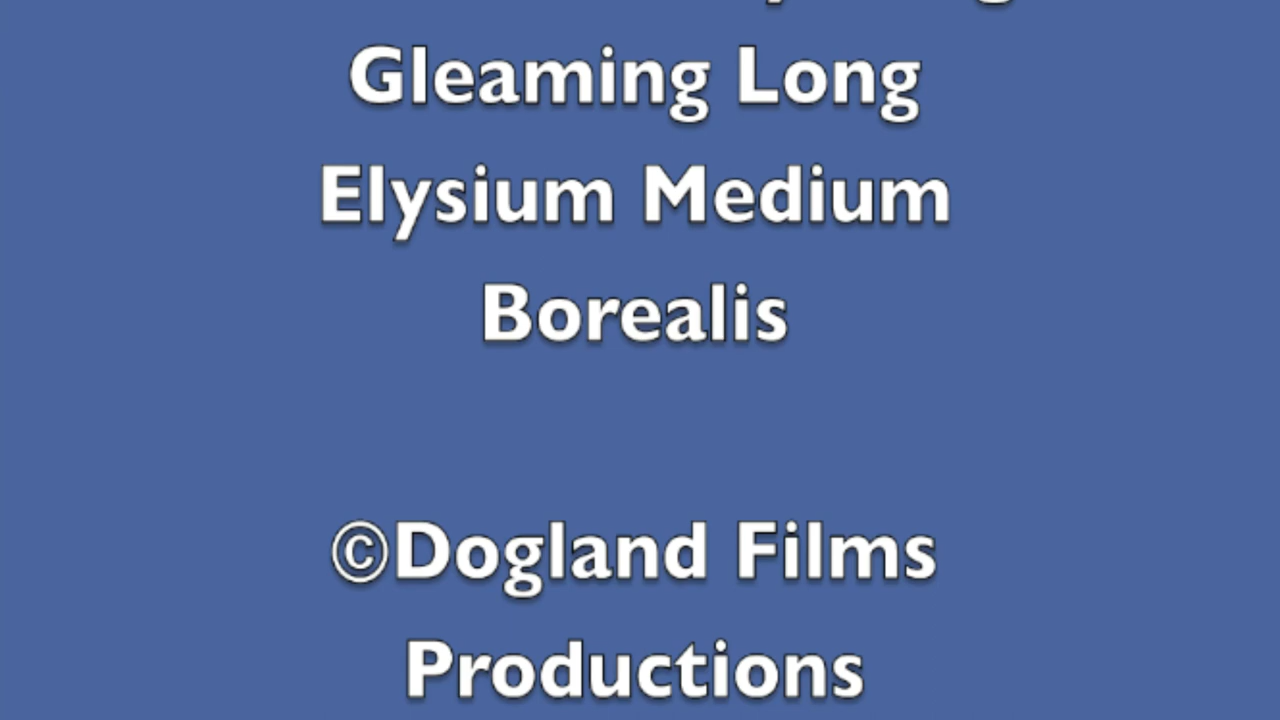 Gleaming Long
Elysium Medium
Borealis
©Dogland Films
Productions